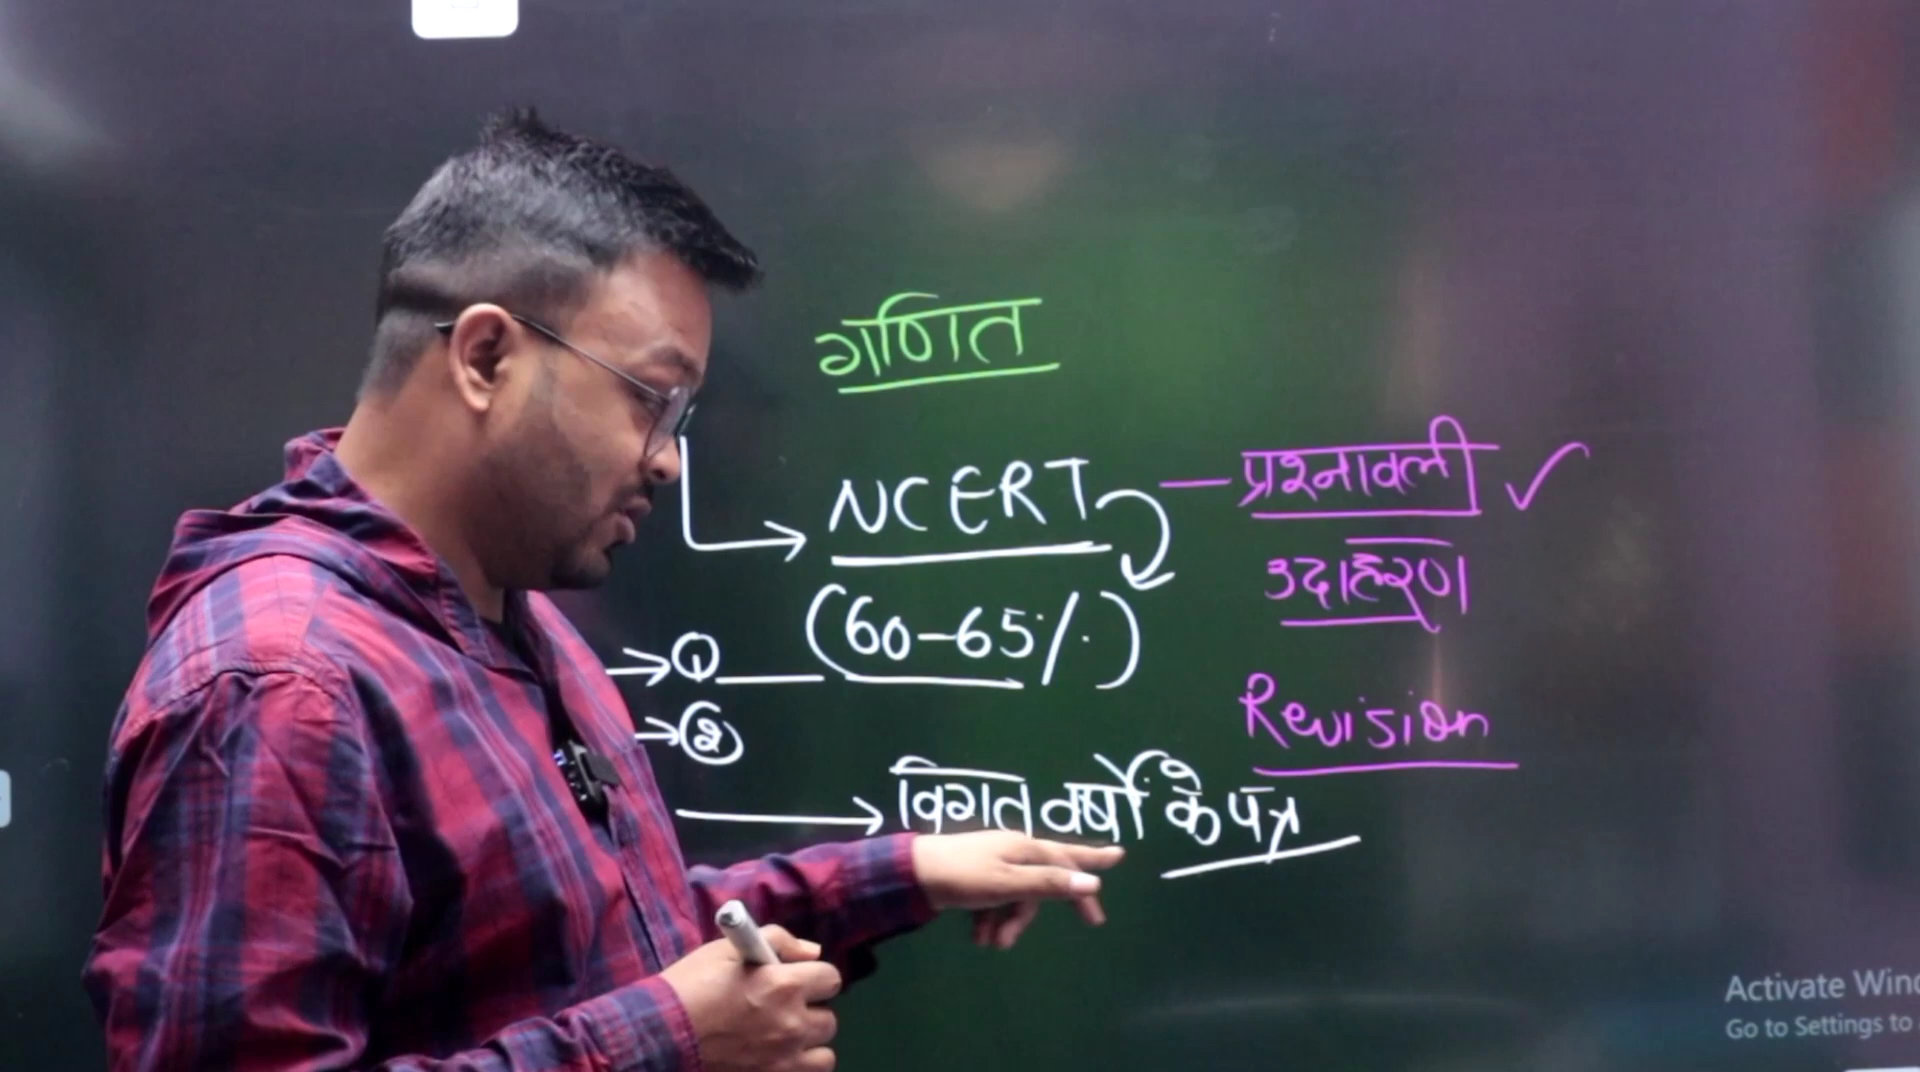 गणित
NCERT — प्रश्नावली ✓
उदाहरण
(60-65%)
→ ①
→ ②
Revision
→ विगत वर्षों के पत्र
Activate Wind
Go to Settings to